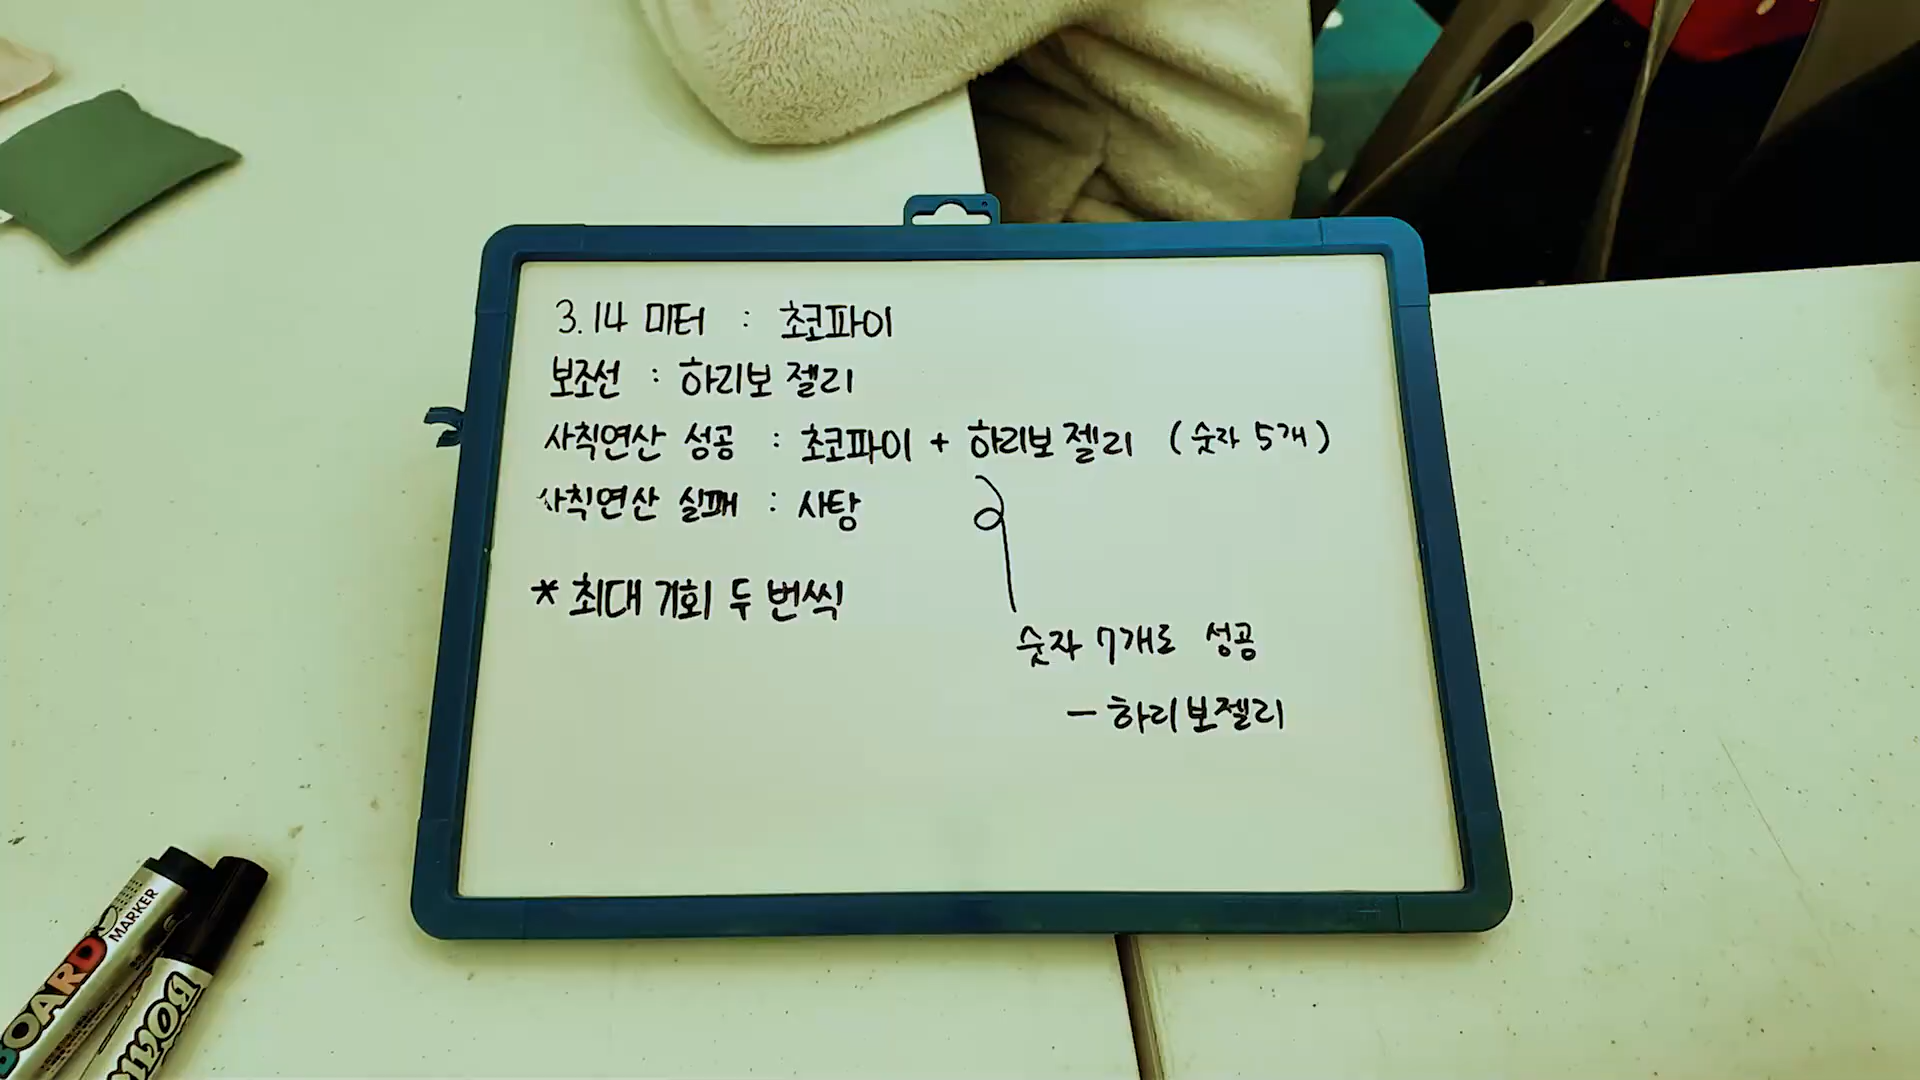 3.14 미터 : 초코파이
보조선 : 하리보 젤리
사칙연산 성공 : 초코파이 + 하리보 젤리 (숫자 5개)
사칙연산 실패 : 사탕
* 최대 기회 두 번씩
숫자 7개로 성공
- 하리보젤리
BOARD
MARKER